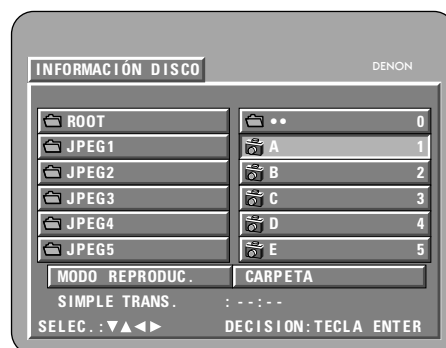 INFORMACIÓN DISCO
DENON
ROOT
JPEG1
JPEG2
JPEG3
JPEG4
JPEG5
•• 0
A 1
B 2
C 3
D 4
E 5
MODO REPRODUC. CARPETA
SIMPLE TRANS. : --:--
SELEC.:▼▲◄► DECISION:TECLA ENTER